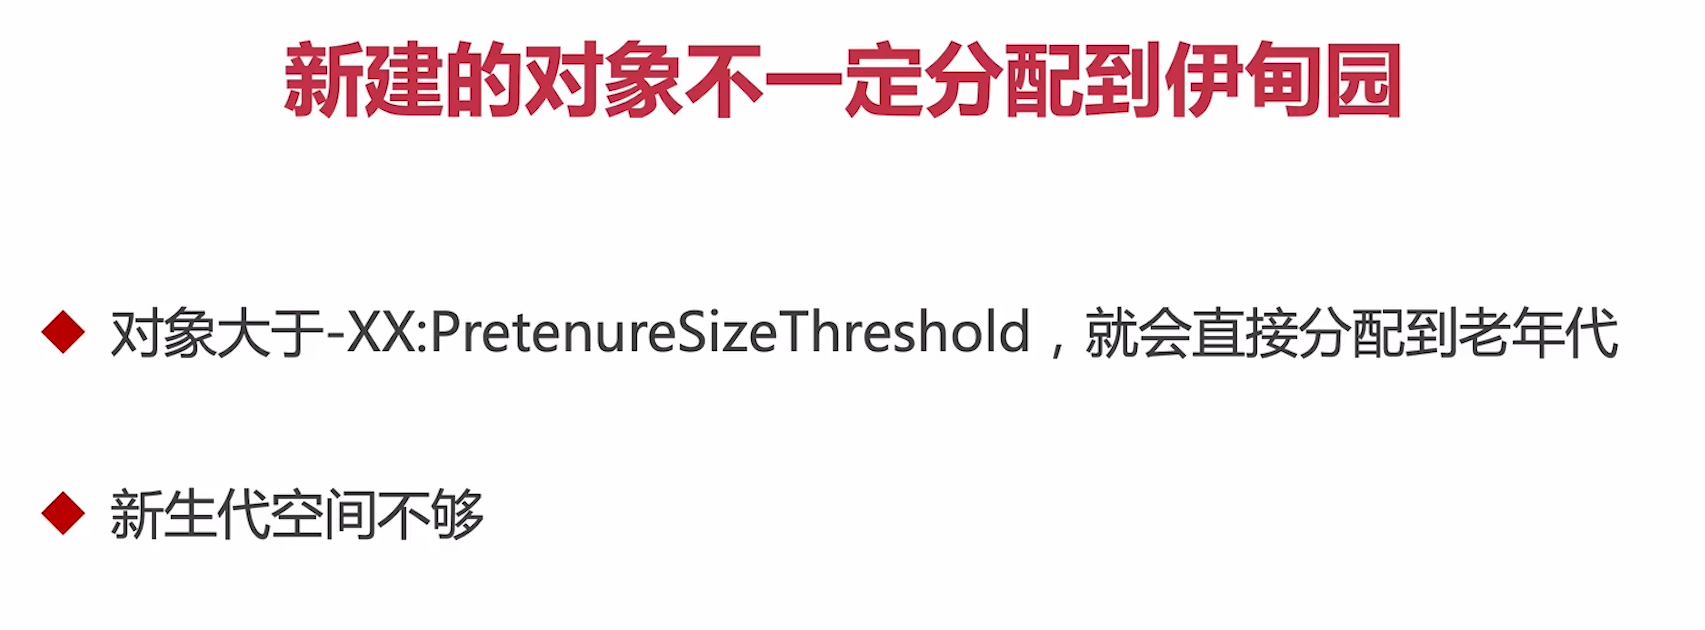 新建的对象不一定分配到伊甸园
对象大于-XX:PretenureSizeThreshold，就会直接分配到老年代
新生代空间不够